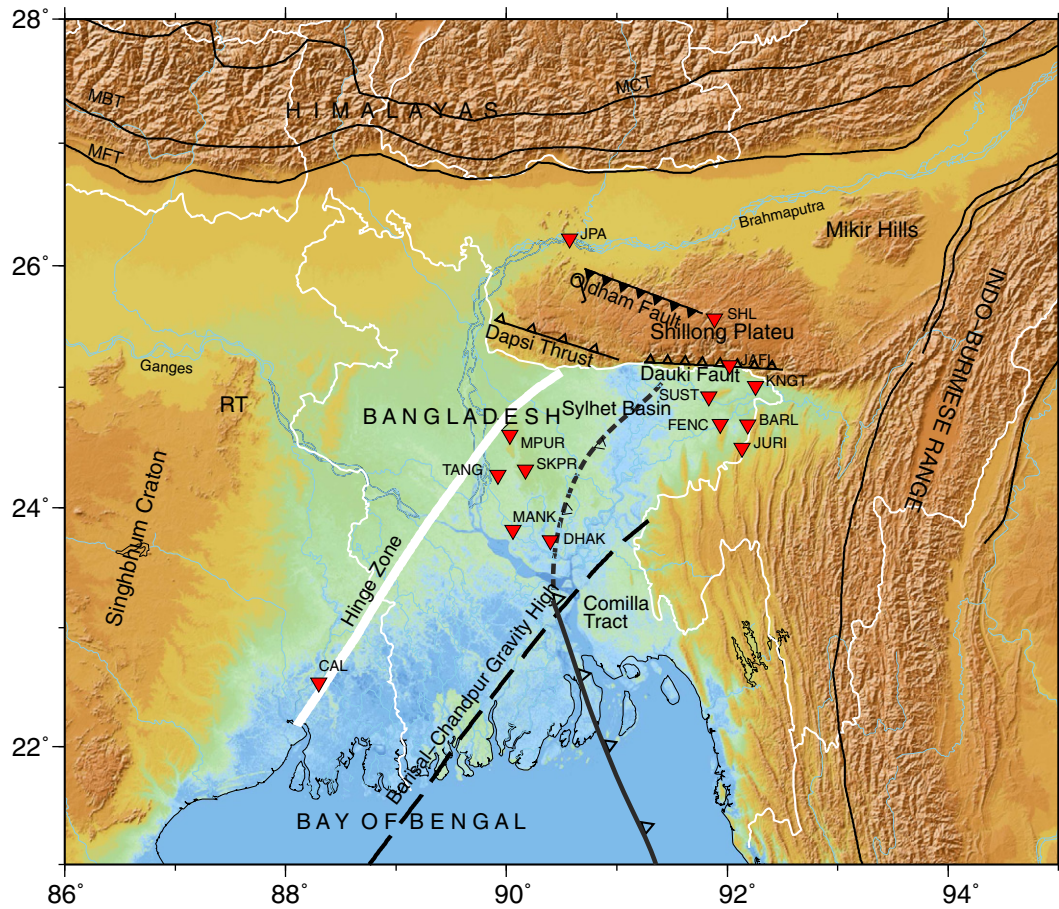 28˚
MCT
MBT
HIMALAYAS
MFT
Brahmaputra
Mikir Hills
JPA
26˚
INDO-BURMESE RANGE
Oldham Fault
SHL
Shillong Plateu
Dapsi Thrust
JAFL
Ganges
Dauki Fault
KNGT
RT
SUST
BANGLADESH
Sylhet Basin
FENC
BARL
MPUR
JURI
TANG
SKPR
Singhbhum Craton
24˚
MANK
DHAK
Hinge Zone
Comilla
Tract
Barisal-Chandpur Gravity High
CAL
22˚
BAY OF BENGAL
86˚
88˚
90˚
92˚
94˚